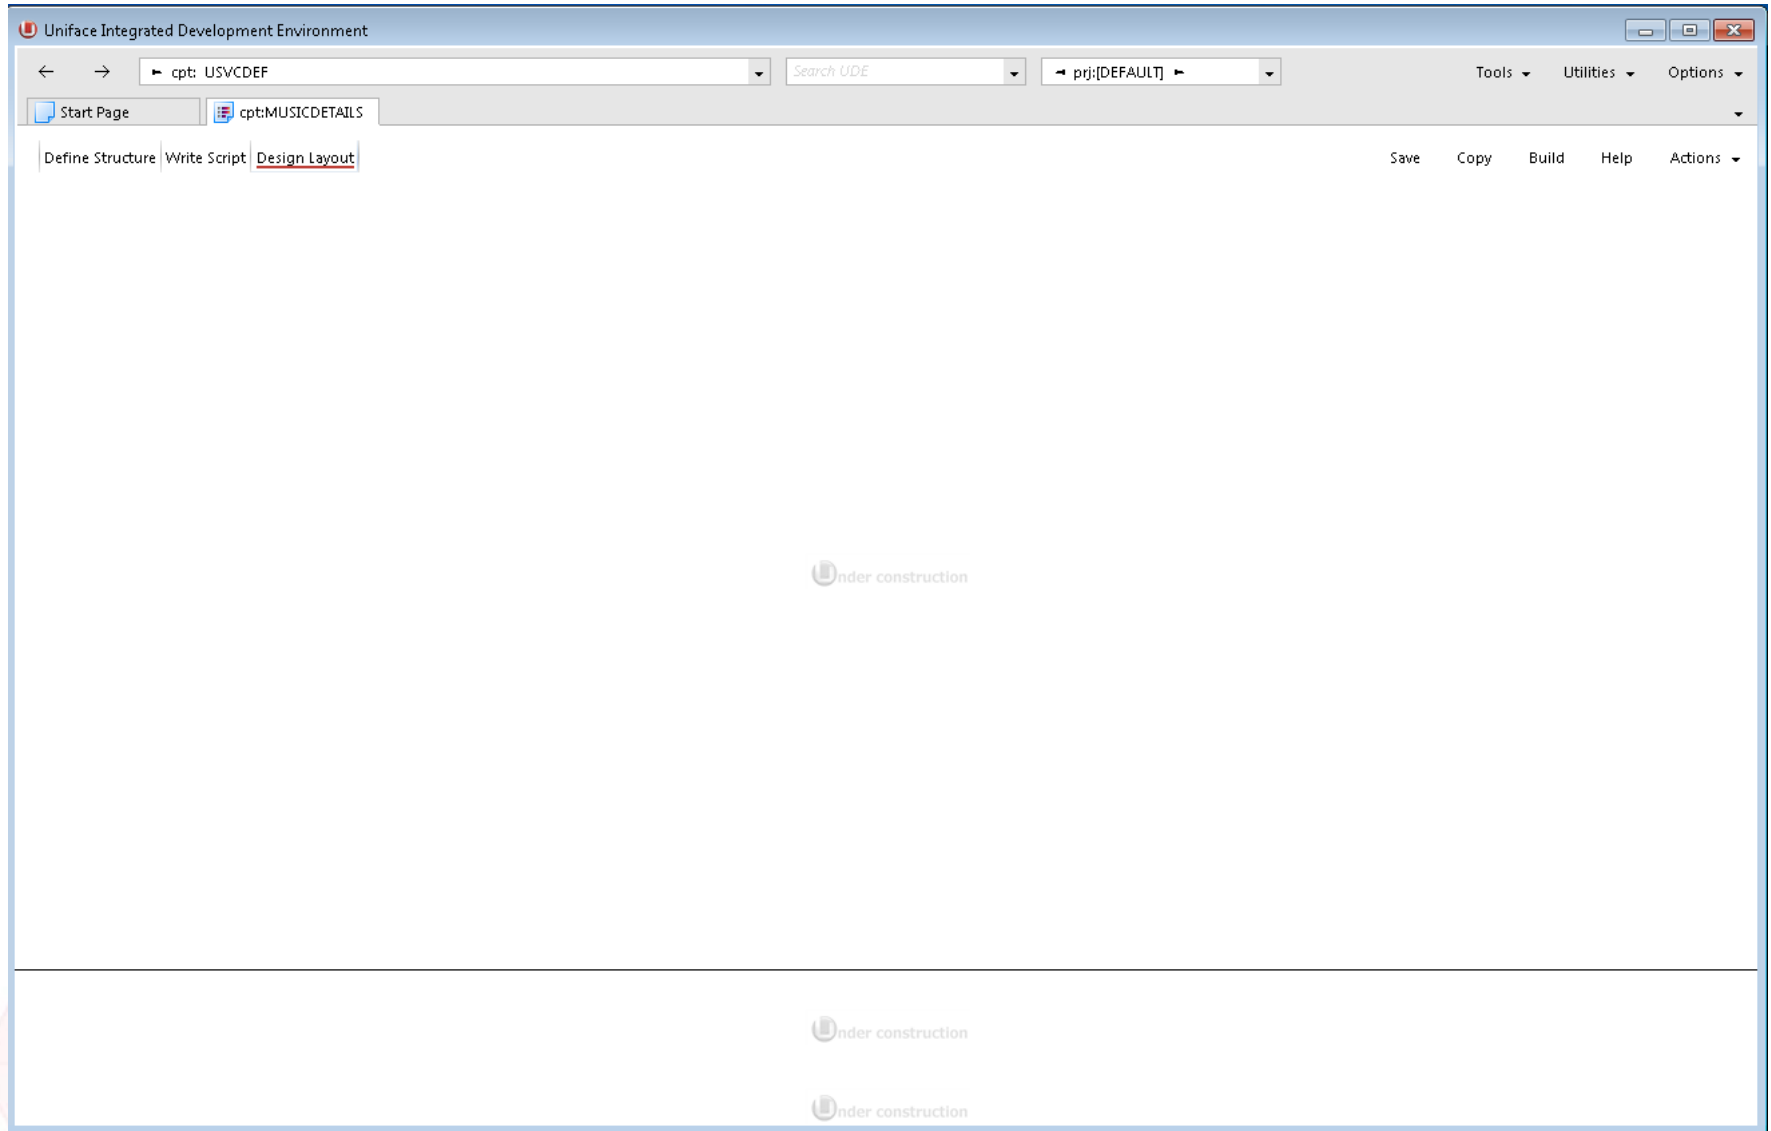 Uniface Integrated Development Environment
cpt: USVCDEF Search UDE prj:[DEFAULT] Tools Utilities Options
Start Page cpt:MUSICDETAILS
Define Structure Write Script Design Layout Save Copy Build Help Actions
Under construction
Under construction
Under construction